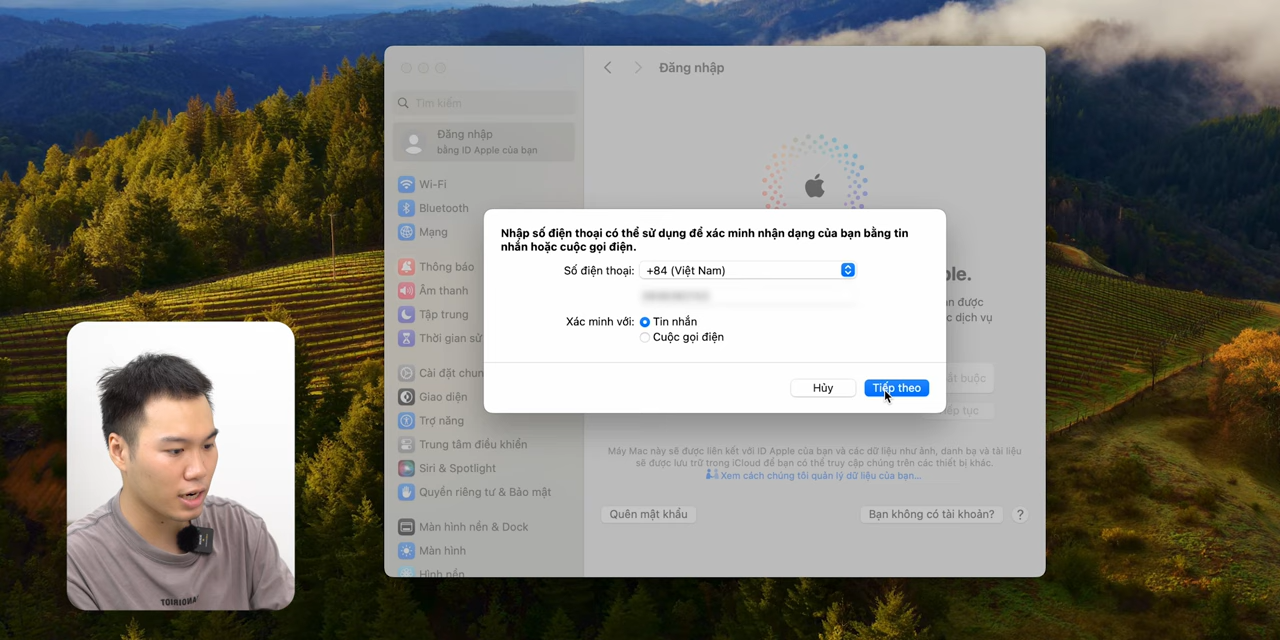 Đăng nhập
Tìm kiếm
Đăng nhập
bằng ID Apple của bạn
Wi-Fi
Bluetooth
Mạng
Thông báo
Âm thanh
Tập trung
Thời gian sử
Cài đặt chun
Giao diện
Trợ năng
Trung tâm điều khiển
Siri & Spotlight
Quyền riêng tư & Bảo mật
Màn hình nền & Dock
Màn hình
Hình nền
Nhập số điện thoại có thể sử dụng để xác minh nhận dạng của bạn bằng tin
nhắn hoặc cuộc gọi điện.
Số điện thoại: +84 (Việt Nam)
Xác minh với: Tin nhắn
Cuộc gọi điện
Hủy
Tiếp theo
ple.
ản được
c dịch vụ
ắt buộc
iếp tục
Máy Mac này sẽ được liên kết với ID Apple của bạn và các dữ liệu như ảnh, danh bạ và tài liệu
sẽ được lưu trữ trong iCloud để bạn có thể truy cập chúng trên các thiết bị khác.
Xem cách chúng tôi quản lý dữ liệu của bạn...
Quên mật khẩu
Bạn không có tài khoản?
?